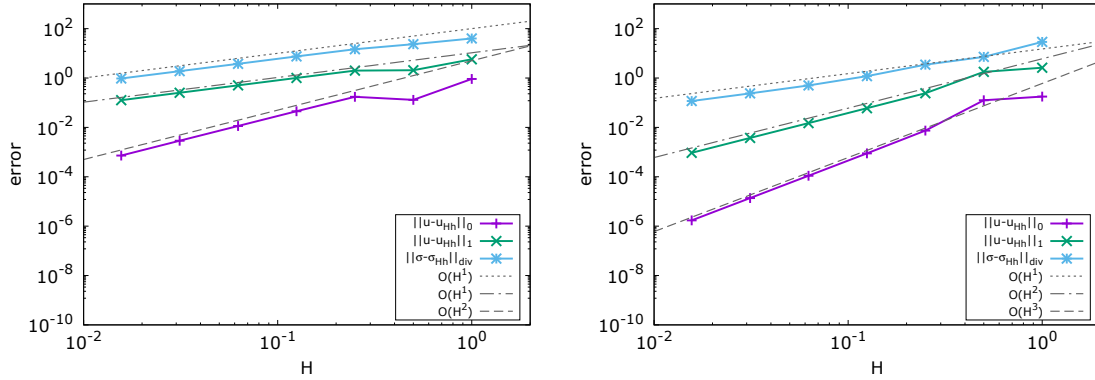 10^2
10^0
10^-2
10^-4
10^-6
10^-8
10^-10
error
10^-2
10^-1
10^0
H
||u-u_Hh||_0
||u-u_Hh||_1
||σ-σ_Hh||_div
O(H^1)
O(H^1)
O(H^2)
10^2
10^0
10^-2
10^-4
10^-6
10^-8
10^-10
error
10^-2
10^-1
10^0
H
||u-u_Hh||_0
||u-u_Hh||_1
||σ-σ_Hh||_div
O(H^1)
O(H^2)
O(H^3)